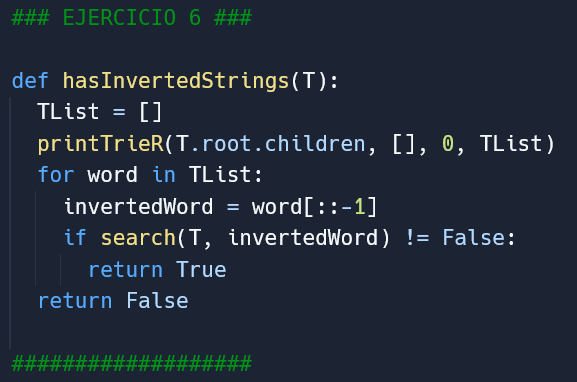 ### EJERCICIO 6 ###
def hasInvertedStrings(T):
  TList = []
  printTrieR(T.root.children, [], 0, TList)
  for word in TList:
    invertedWord = word[::-1]
    if search(T, invertedWord) != False:
      return True
  return False
###################